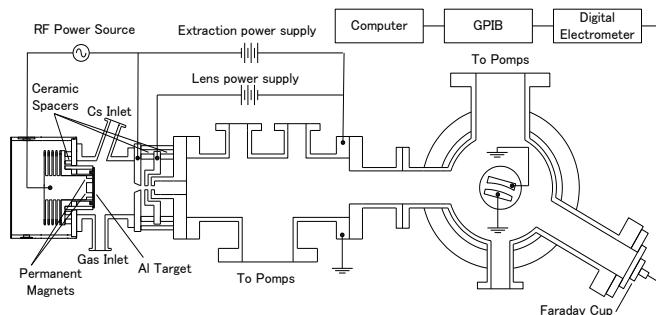 Computer
GPIB
Digital
Electrometer
RF Power Source
Extraction power supply
To Pomps
Lens power supply
Ceramic
Spacers
Cs Inlet
Gas Inlet
Al Target
Permanent
Magnets
To Pomps
Faraday Cup